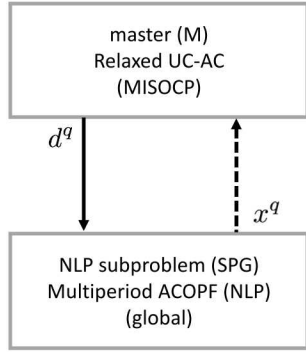 master (M)
Relaxed UC-AC
(MISOCP)
d^q
x^q
NLP subproblem (SPG)
Multiperiod ACOPF (NLP)
(global)